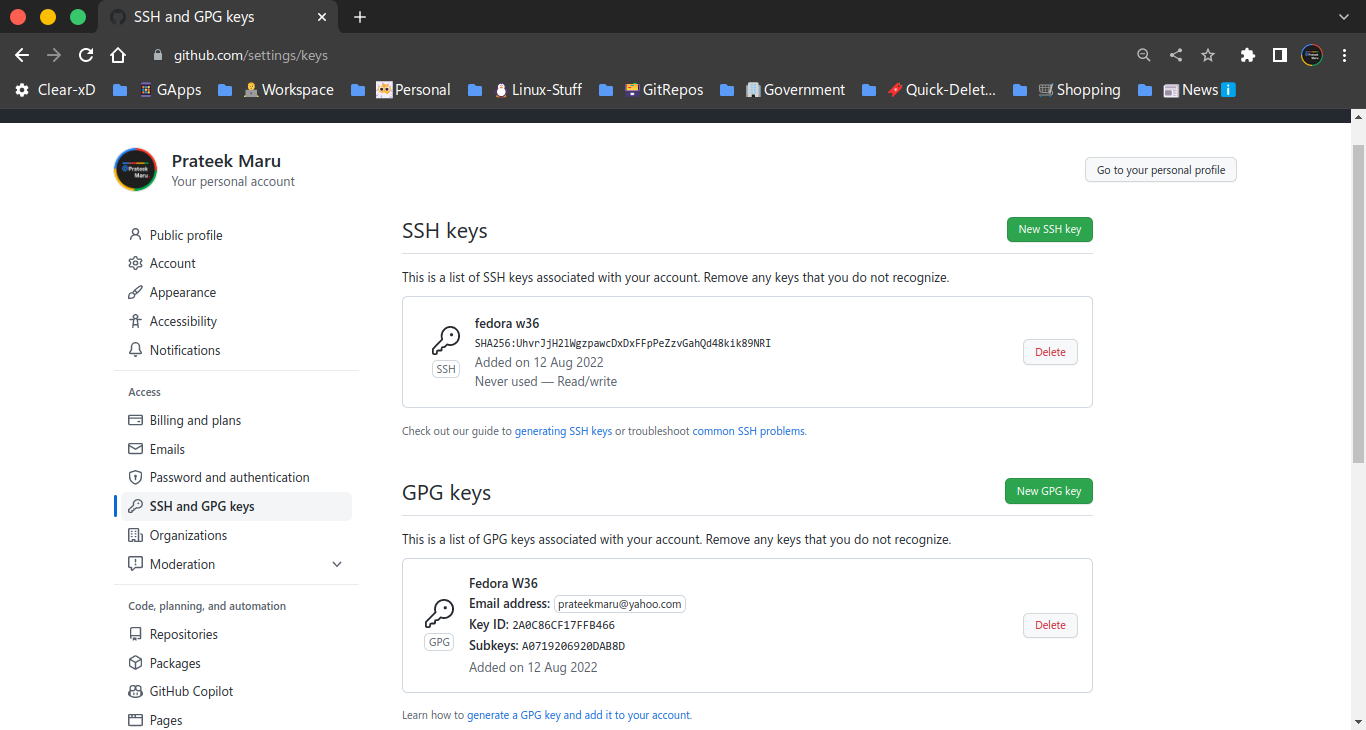 SSH and GPG keys
github.com/settings/keys
Clear-xD GApps Workspace Personal Linux-Stuff GitRepos Government Quick-Delet... Shopping News
Prateek Maru
Your personal account
Go to your personal profile
@Prateek
Maru
Public profile
Account
Appearance
Accessibility
Notifications
Access
Billing and plans
Emails
Password and authentication
SSH and GPG keys
Organizations
Moderation
Code, planning, and automation
Repositories
Packages
GitHub Copilot
Pages
SSH keys
New SSH key
This is a list of SSH keys associated with your account. Remove any keys that you do not recognize.
fedora w36
SHA256:UhvrJjH2lWgzpawcDxDxFFpPeZzvGahQd48kik89NRI
Added on 12 Aug 2022
Never used — Read/write
SSH
Delete
Check out our guide to generating SSH keys or troubleshoot common SSH problems.
GPG keys
New GPG key
This is a list of GPG keys associated with your account. Remove any keys that you do not recognize.
Fedora W36
Email address: prateekmaru@yahoo.com
Key ID: 2A0C86CF17FFB466
Subkeys: A0719206920DAB8D
Added on 12 Aug 2022
GPG
Delete
Learn how to generate a GPG key and add it to your account.